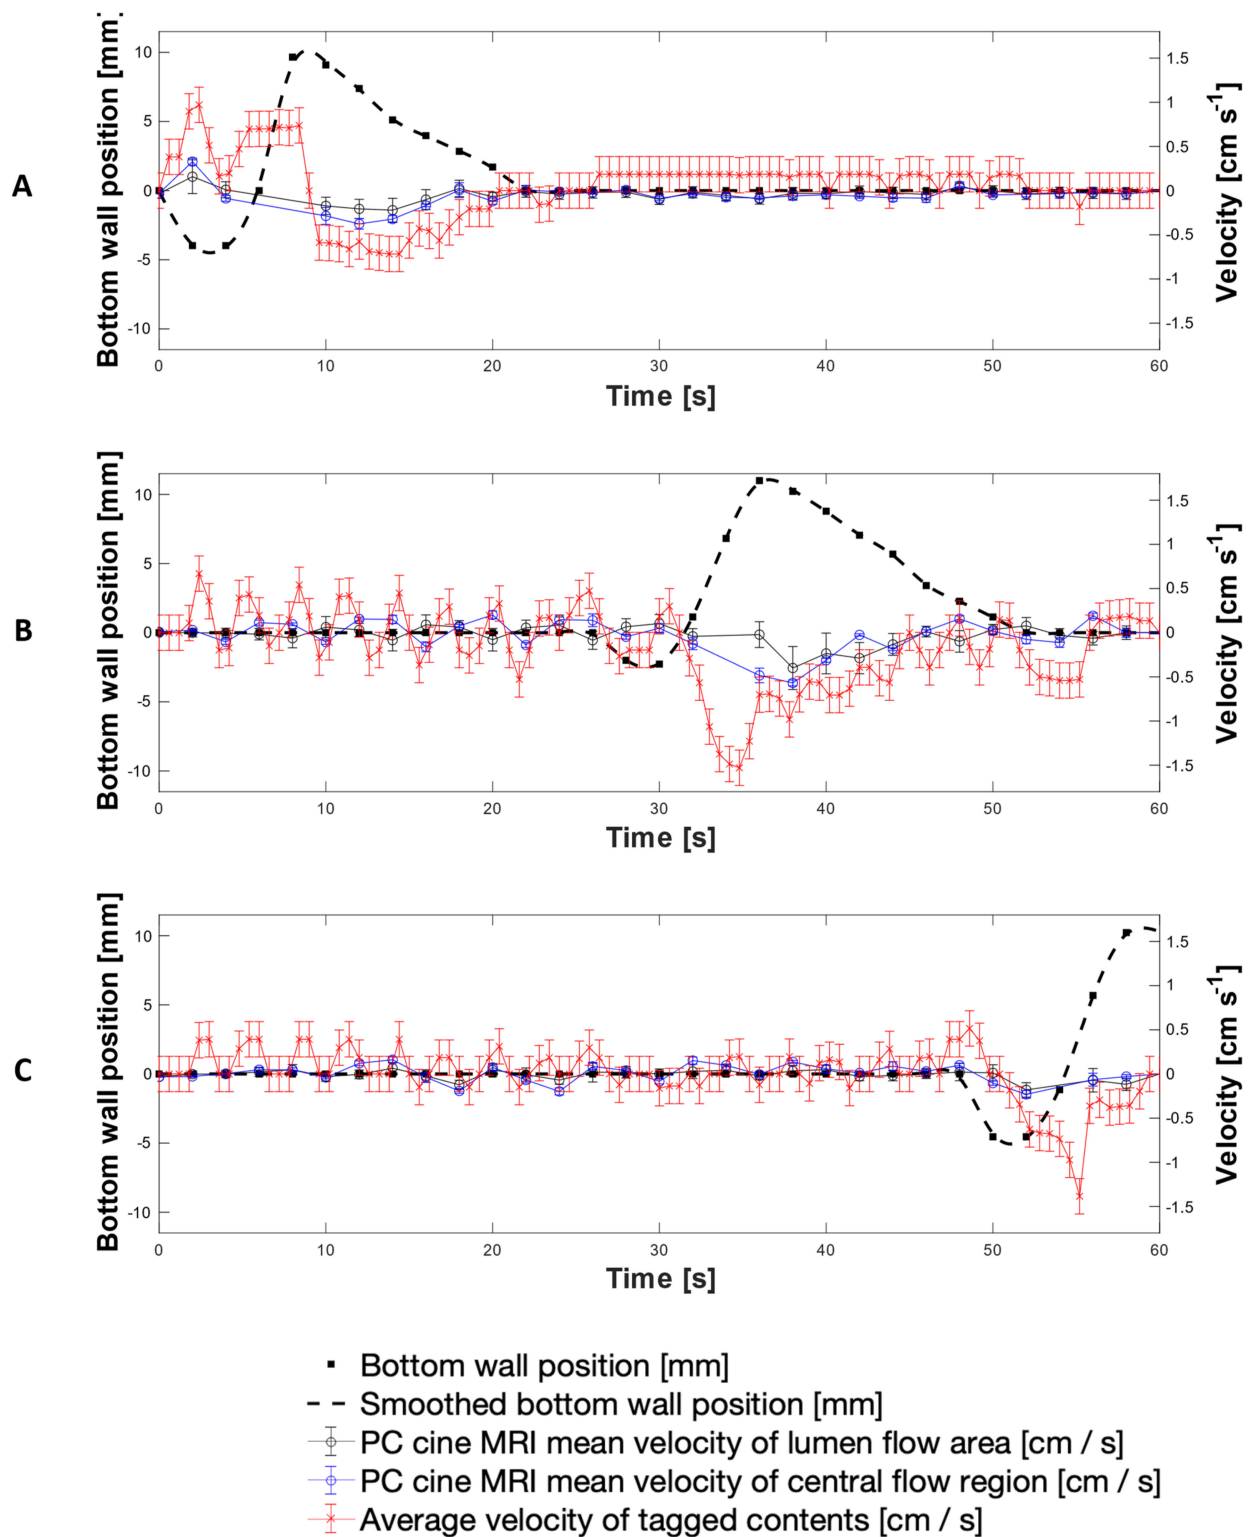 A
Bottom wall position [mm]
10
5
0
-5
-10
1.5
1
0.5
0
-0.5
-1
-1.5
Velocity [cm s-1]
0 10 20 30 40 50 60
Time [s]
B
Bottom wall position [mm]
10
5
0
-5
-10
1.5
1
0.5
0
-0.5
-1
-1.5
Velocity [cm s-1]
0 10 20 30 40 50 60
Time [s]
C
Bottom wall position [mm]
10
5
0
-5
-10
1.5
1
0.5
0
-0.5
-1
-1.5
Velocity [cm s-1]
0 10 20 30 40 50 60
Time [s]
Bottom wall position [mm]
Smoothed bottom wall position [mm]
PC cine MRI mean velocity of lumen flow area [cm / s]
PC cine MRI mean velocity of central flow region [cm / s]
Average velocity of tagged contents [cm / s]